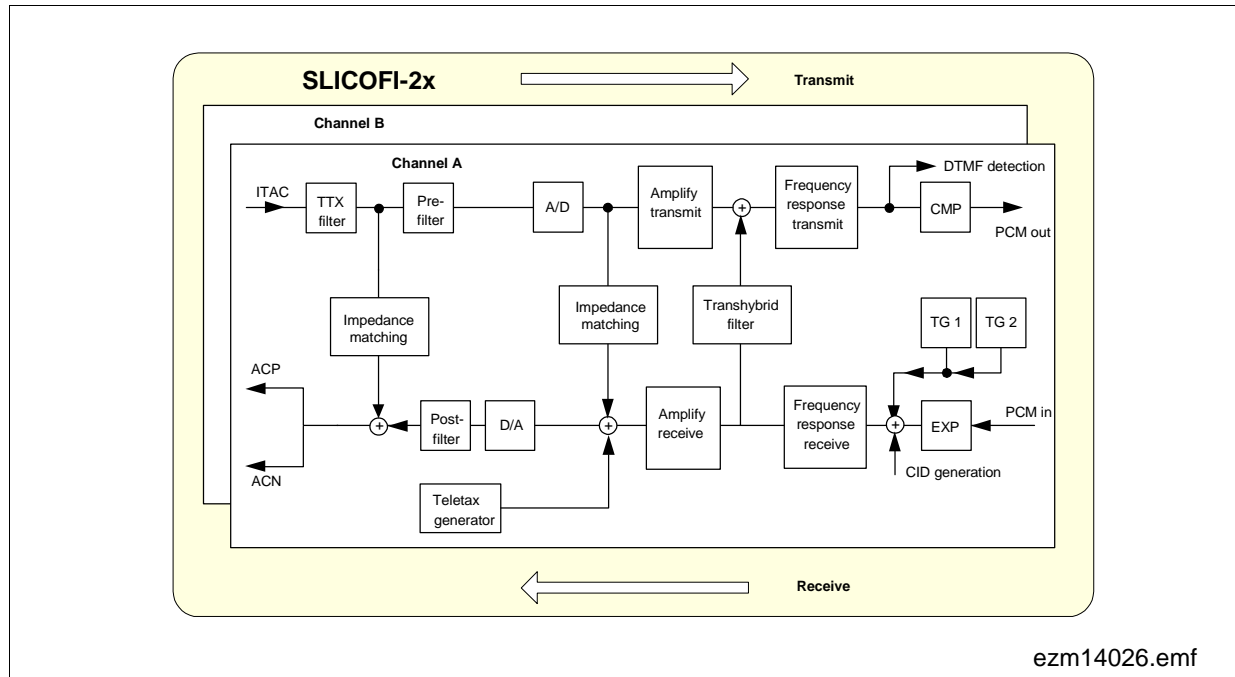 SLICOFI-2x
Transmit
Channel B
Channel A
ITAC
TTX
filter
Pre-
filter
A/D
Amplify
transmit
+
Frequency
response
transmit
DTMF detection
CMP
PCM out
Impedance
matching
Impedance
matching
Transhybrid
filter
TG 1
TG 2
ACP
ACN
+
Post-
filter
D/A
+
Amplify
receive
Frequency
response
receive
+
EXP
PCM in
CID generation
Teletax
generator
Receive
ezm14026.emf